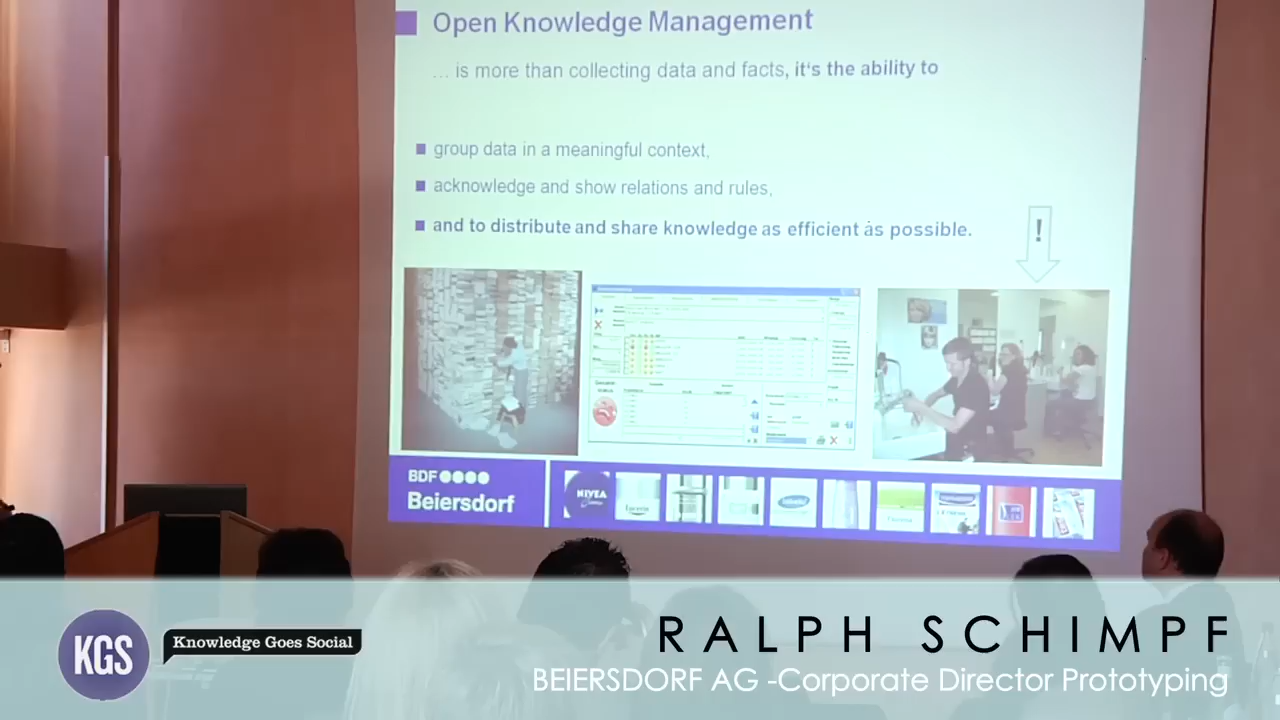 Open Knowledge Management
... is more than collecting data and facts, it's the ability to
group data in a meaningful context,
acknowledge and show relations and rules,
and to distribute and share knowledge as efficient as possible.
!
BDF
Beiersdorf
NIVEA
Eucerin
RALPH SCHIMPF
KGS
Knowledge Goes Social
BEIERSDORF AG -Corporate Director Prototyping